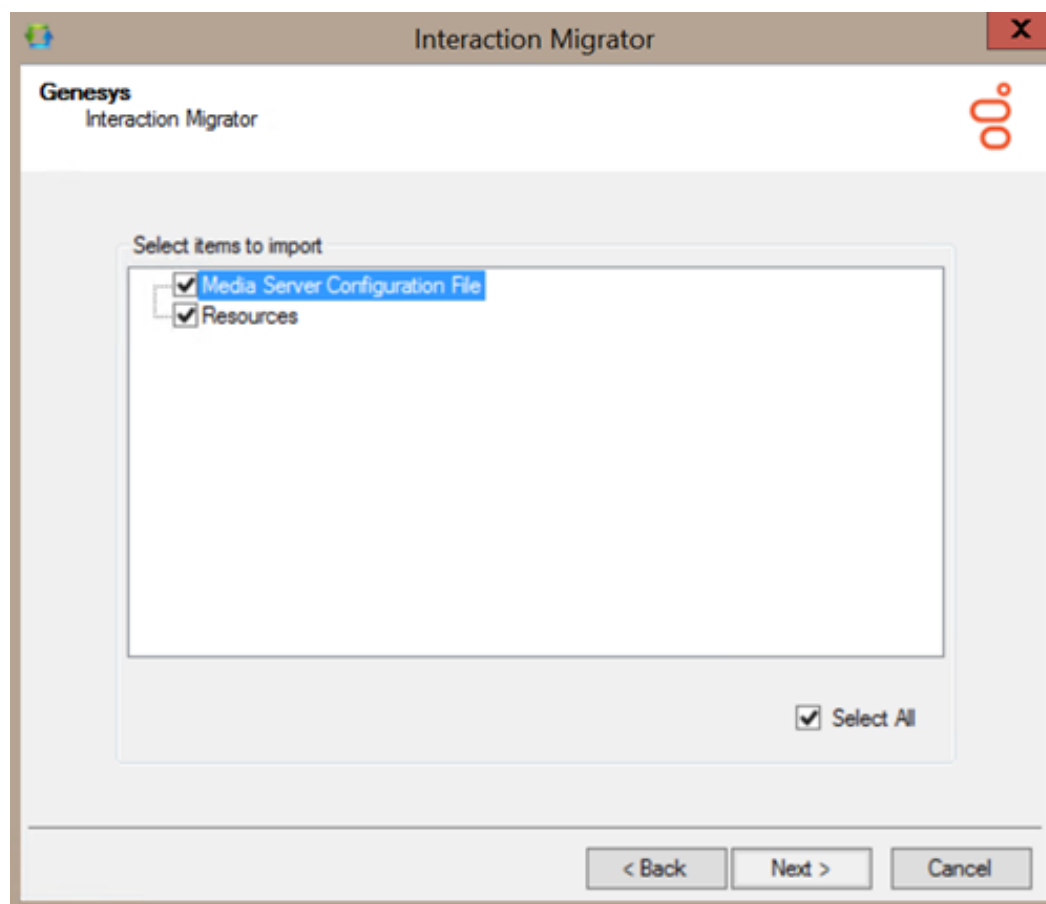 Interaction Migrator
X
Genesys
Interaction Migrator
Select items to import
Media Server Configuration File
Resources
Select All
< Back Next > Cancel